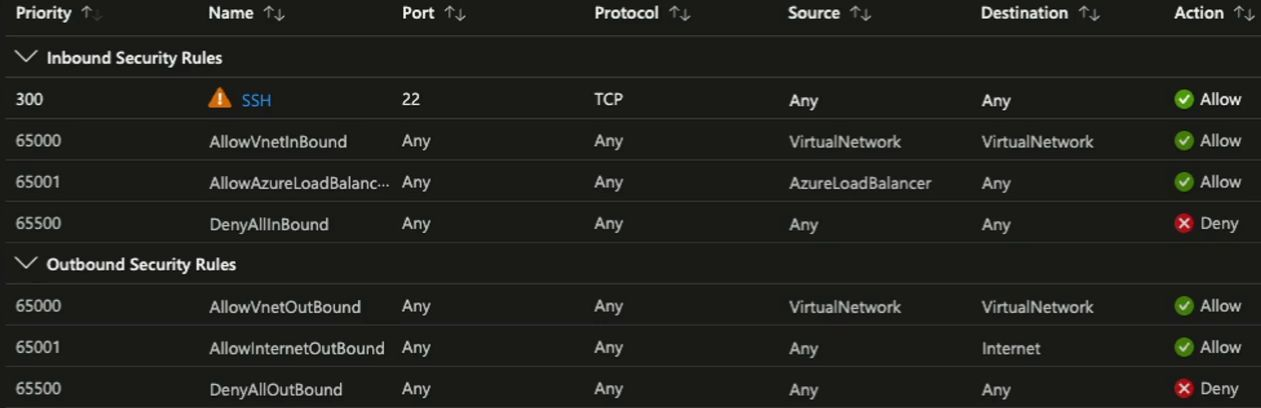 Priority Name Port Protocol Source Destination Action
Inbound Security Rules
300 SSH 22 TCP Any Any Allow
65000 AllowVnetInBound Any Any VirtualNetwork VirtualNetwork Allow
65001 AllowAzureLoadBalanc··· Any Any AzureLoadBalancer Any Allow
65500 DenyAllInBound Any Any Any Any Deny
Outbound Security Rules
65000 AllowVnetOutBound Any Any VirtualNetwork VirtualNetwork Allow
65001 AllowInternetOutBound Any Any Any Internet Allow
65500 DenyAllOutBound Any Any Any Any Deny